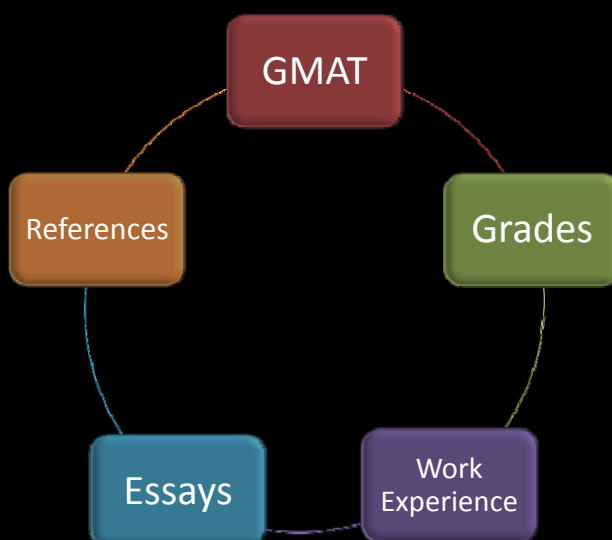 GMAT
References
Grades
Essays
Work
Experience